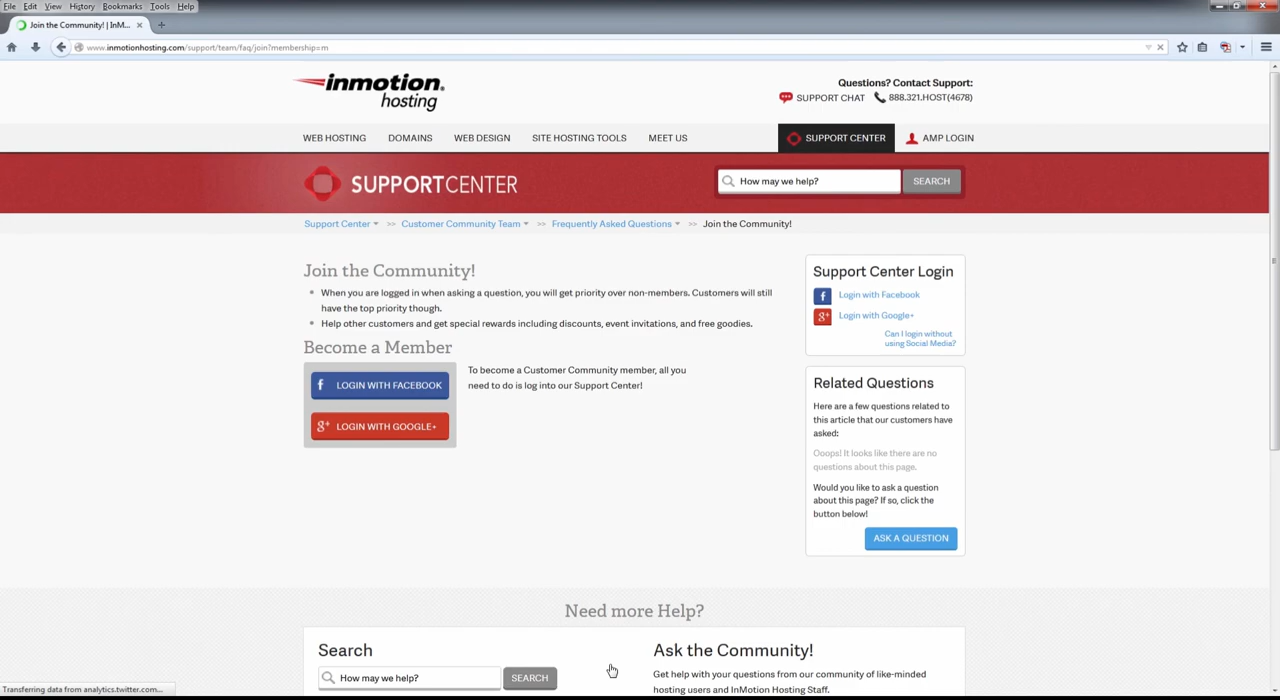 File Edit View History Bookmarks Tools Help
Join the Community! | InM...
www.inmotionhosting.com/support/team/faq/join?membership=m
inmotion hosting
Questions? Contact Support:
SUPPORT CHAT 888.321.HOST(4678)
WEB HOSTING DOMAINS WEB DESIGN SITE HOSTING TOOLS MEET US SUPPORT CENTER AMP LOGIN
SUPPORTCENTER
How may we help? SEARCH
Support Center >> Customer Community Team >> Frequently Asked Questions >> Join the Community!
Join the Community!
When you are logged in when asking a question, you will get priority over non-members. Customers will still
have the top priority though.
Help other customers and get special rewards including discounts, event invitations, and free goodies.
Become a Member
f LOGIN WITH FACEBOOK
g+ LOGIN WITH GOOGLE+
To become a Customer Community member, all you
need to do is log into our Support Center!
Support Center Login
f Login with Facebook
g+ Login with Google+
Can I login without
using Social Media?
Related Questions
Here are a few questions related to
this article that our customers have
asked:
Ooops! It looks like there are no
questions about this page.
Would you like to ask a question
about this page? If so, click the
button below!
ASK A QUESTION
Need more Help?
Search
How may we help? SEARCH
Ask the Community!
Get help with your questions from our community of like-minded
hosting users and InMotion Hosting Staff.
Transferring data from analytics.twitter.com...